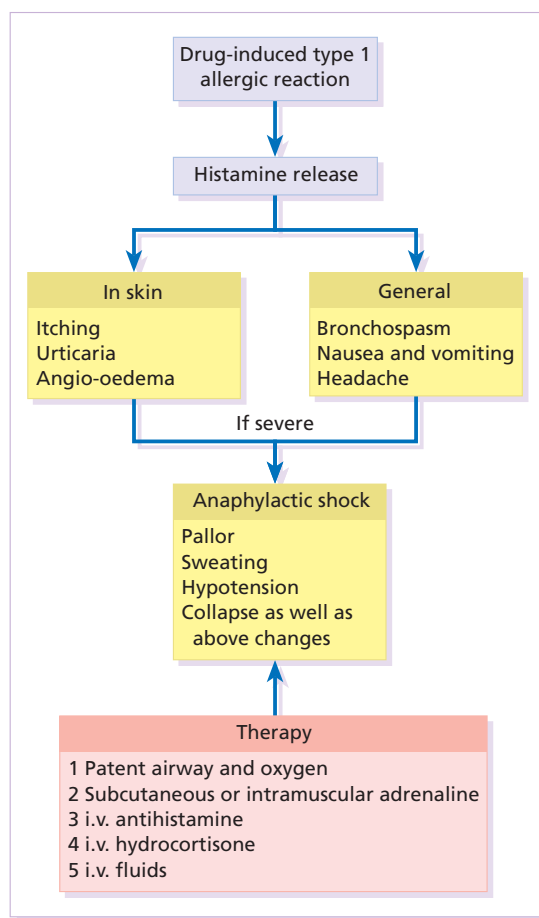 Drug-induced type 1
allergic reaction
Histamine release
In skin
Itching
Urticaria
Angio-oedema
General
Bronchospasm
Nausea and vomiting
Headache
If severe
Anaphylactic shock
Pallor
Sweating
Hypotension
Collapse as well as
above changes
Therapy
1 Patent airway and oxygen
2 Subcutaneous or intramuscular adrenaline
3 i.v. antihistamine
4 i.v. hydrocortisone
5 i.v. fluids